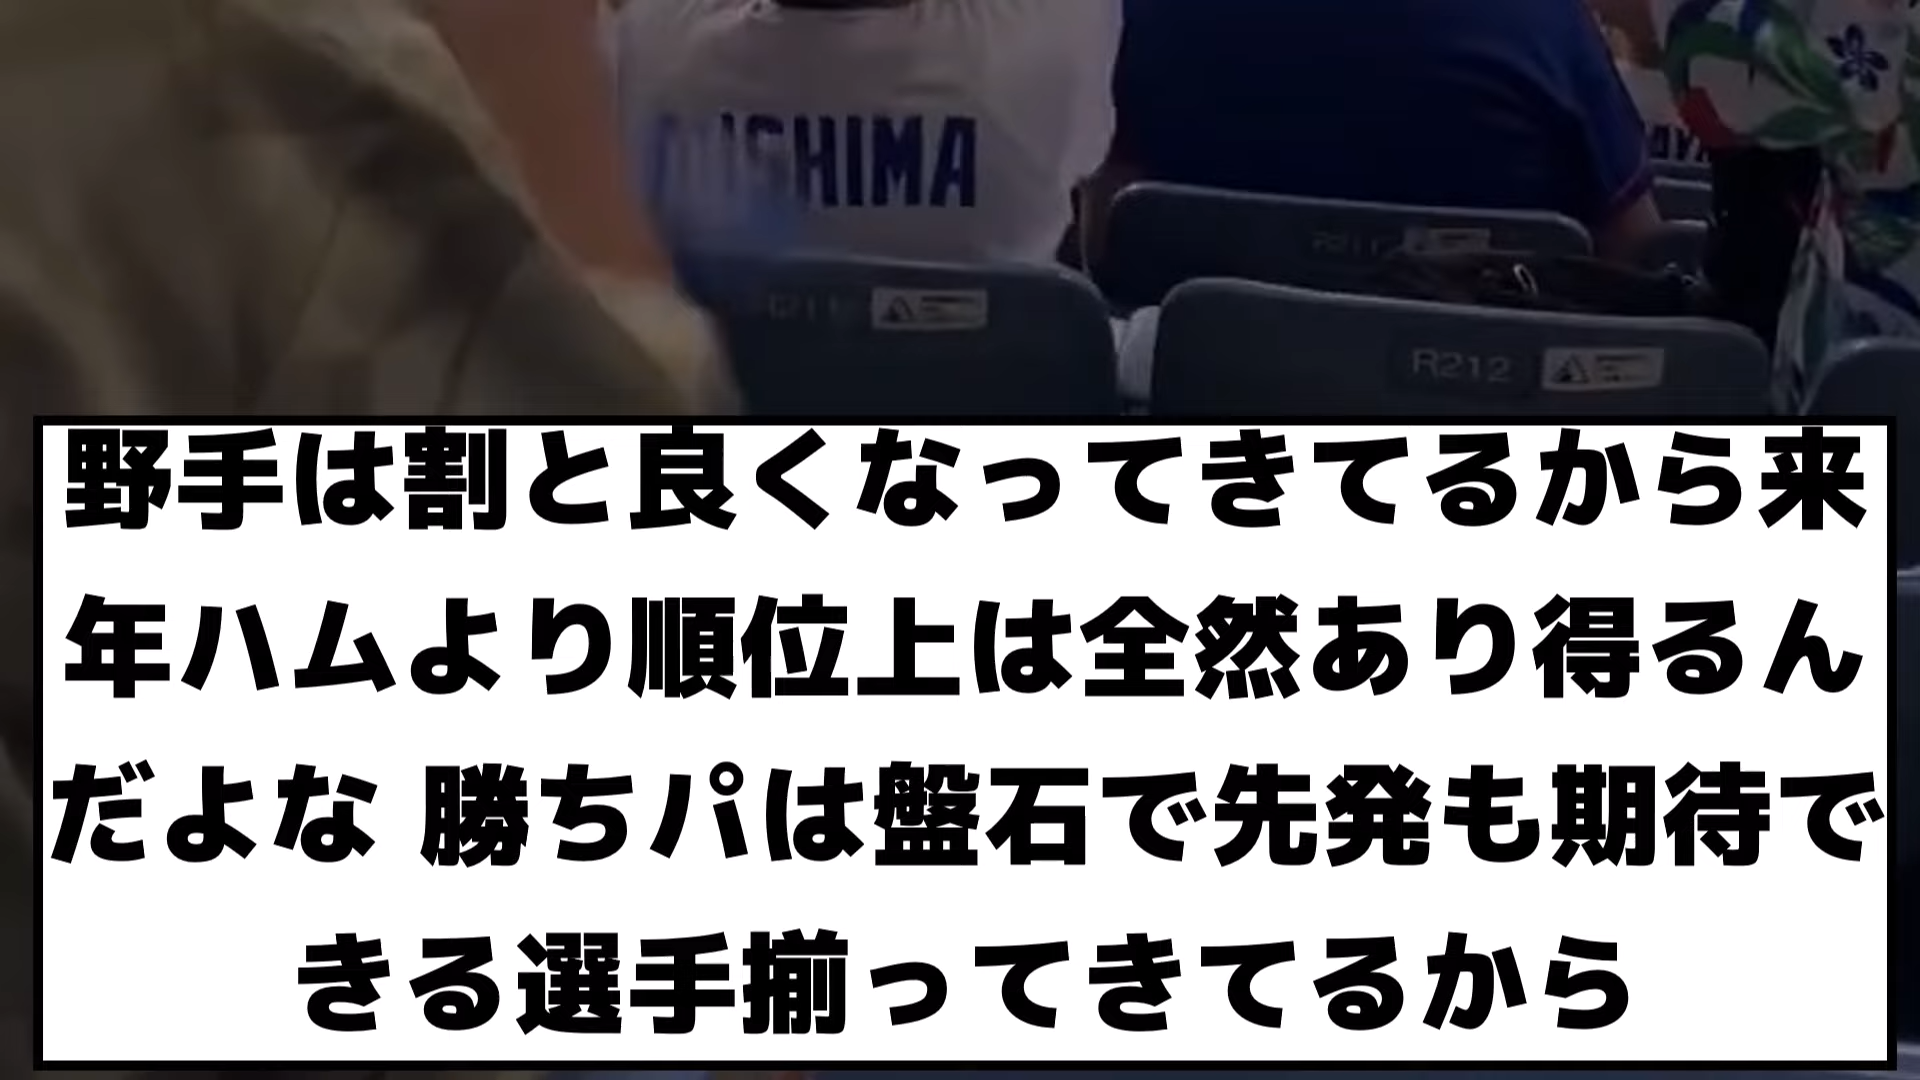 R212
野手は割と良くなってきてるから来
年ハムより順位上は全然あり得るん
だよな 勝ちパは盤石で先発も期待で
きる選手揃ってきてるから